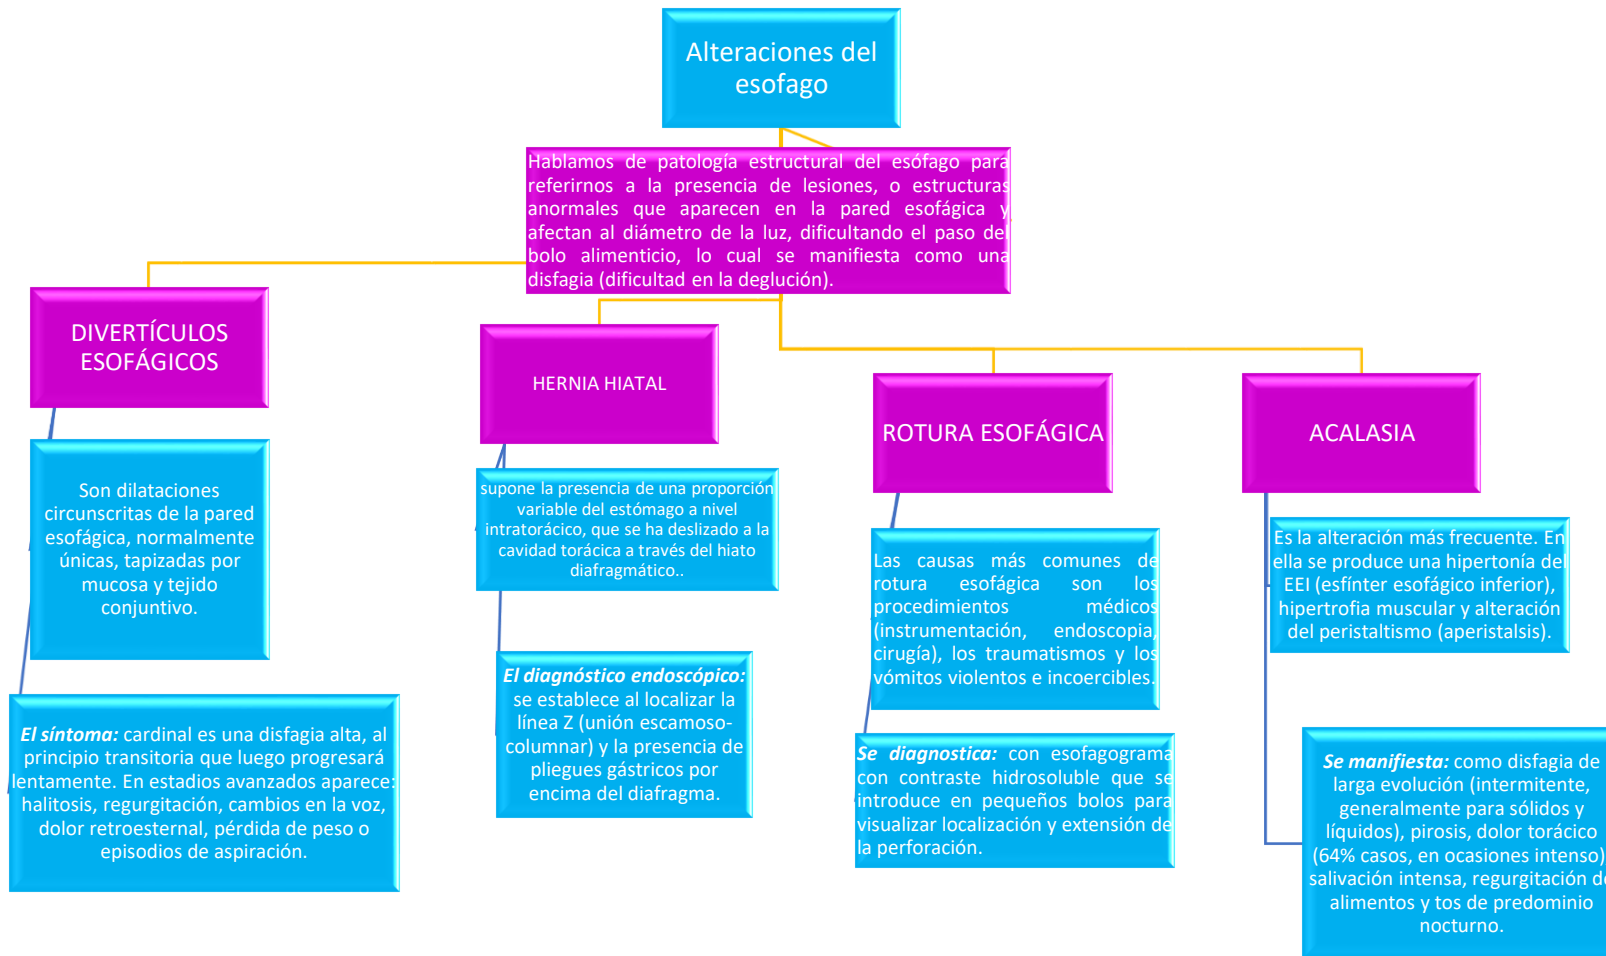 Alteraciones del
esofago
Hablamos de patología estructural del esófago para
referirnos a la presencia de lesiones, o estructuras
anormales que aparecen en la pared esofágica y
afectan al diámetro de la luz, dificultando el paso del
bolo alimenticio, lo cual se manifiesta como una
disfagia (dificultad en la deglución).
DIVERTÍCULOS
ESOFÁGICOS
Son dilataciones
circunscritas de la pared
esofágica, normalmente
únicas, tapizadas por
mucosa y tejido
conjuntivo.
El síntoma: cardinal es una disfagia alta, al
principio transitoria que luego progresará
lentamente. En estadios avanzados aparece:
halitosis, regurgitación, cambios en la voz,
dolor retroesternal, pérdida de peso o
episodios de aspiración.
HERNIA HIATAL
supone la presencia de una proporción
variable del estómago a nivel
intratorácico, que se ha deslizado a la
cavidad torácica a través del hiato
diafragmático..
El diagnóstico endoscópico:
se establece al localizar la
línea Z (unión escamoso-
columnar) y la presencia de
pliegues gástricos por
encima del diafragma.
ROTURA ESOFÁGICA
Las causas más comunes de
rotura esofágica son los
procedimientos médicos
(instrumentación, endoscopia,
cirugía), los traumatismos y los
vómitos violentos e incoercibles.
Se diagnostica: con esofagograma
con contraste hidrosoluble que se
introduce en pequeños bolos para
visualizar localización y extensión de
la perforación.
ACALASIA
Es la alteración más frecuente. En
ella se produce una hipertonía del
EEI (esfínter esofágico inferior),
hipertrofia muscular y alteración
del peristaltismo (aperistalsis).
Se manifiesta: como disfagia de
larga evolución (intermitente,
generalmente para sólidos y
líquidos), pirosis, dolor torácico
(64% casos, en ocasiones intenso)
salivación intensa, regurgitación de
alimentos y tos de predominio
nocturno.